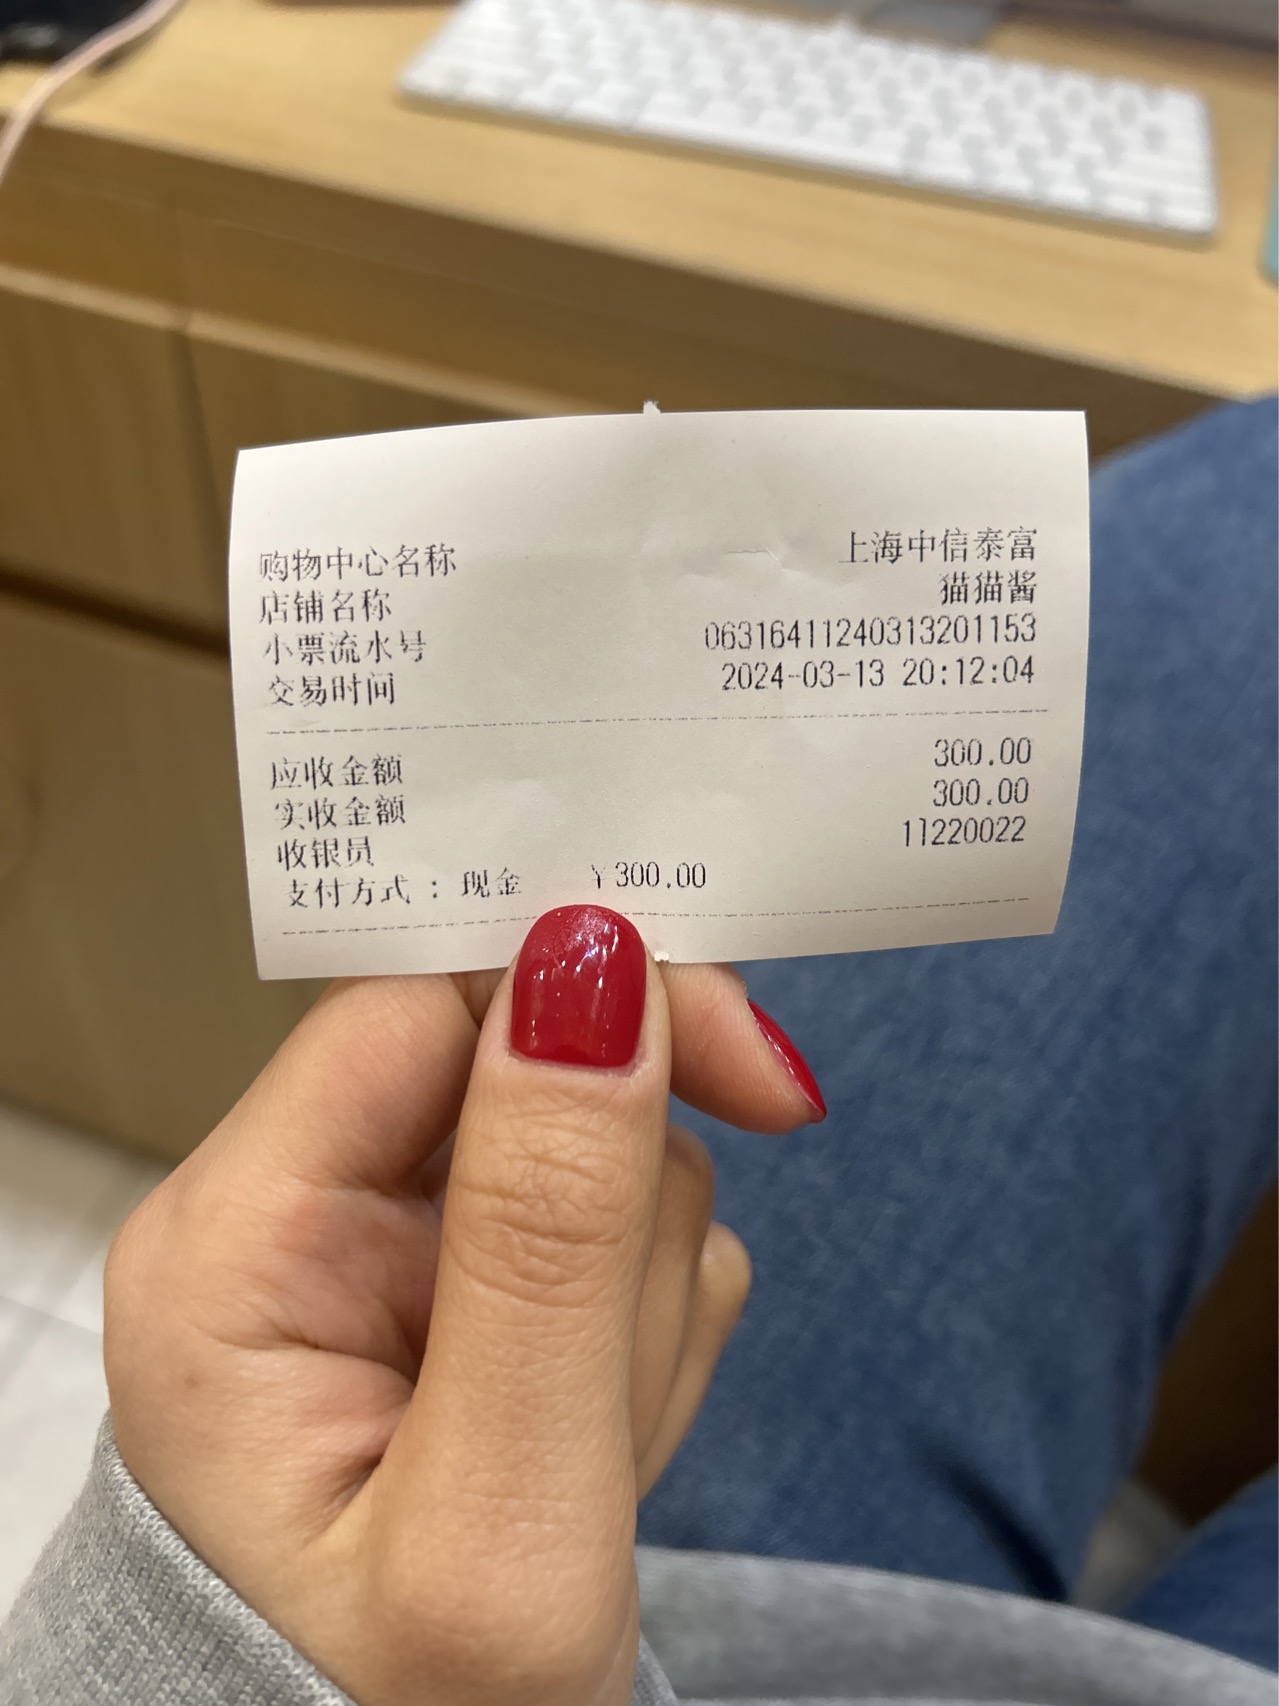 购物中心名称 上海中信泰富
店铺名称 猫猫酱
小票流水号 06316411240313201153
交易时间 2024-03-13 20:12:04
应收金额 300.00
实收金额 300.00
收银员 11220022
支付方式 : 现金 ¥300.00